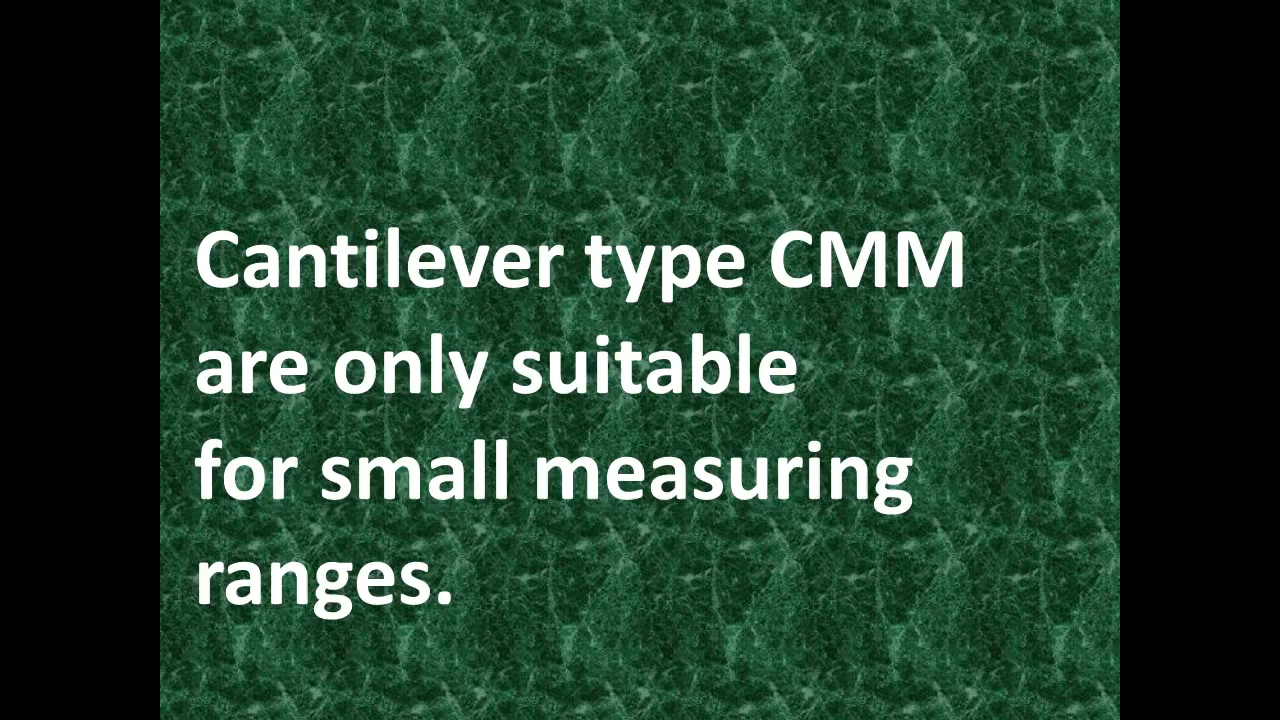 Cantilever type CMM
are only suitable
for small measuring
ranges.